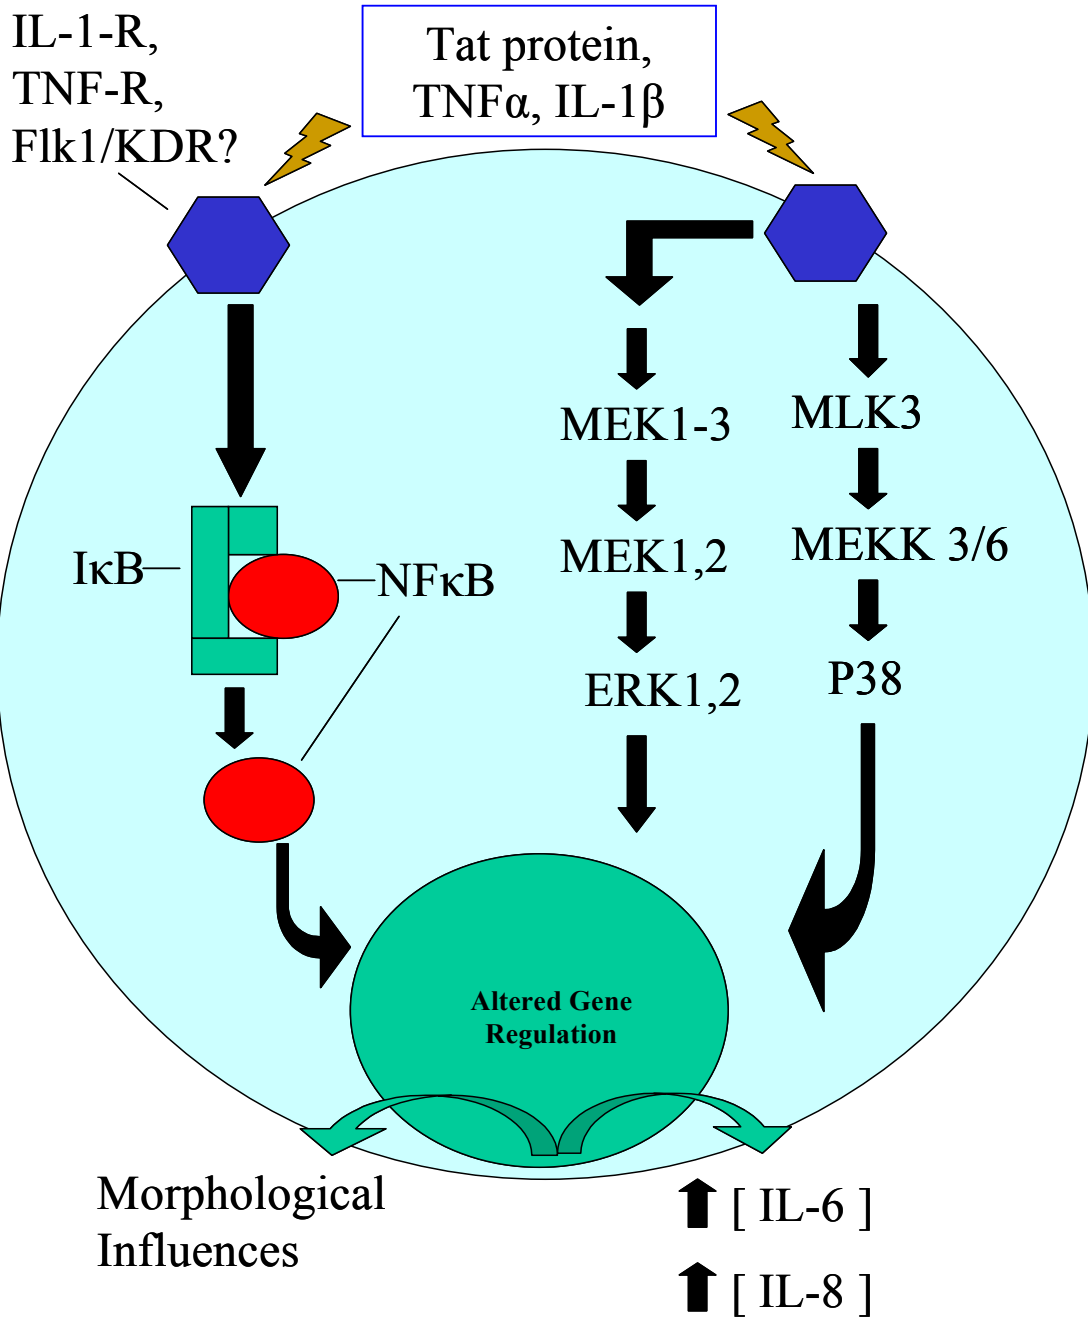 IL-1-R,
TNF-R,
Flk1/KDR?
Tat protein,
TNFα, IL-1β
MEK1-3
MLK3
IκB
NFκB
MEK1,2
MEKK 3/6
ERK1,2
P38
Altered Gene
Regulation
Morphological
Influences
[ IL-6 ]
[ IL-8 ]